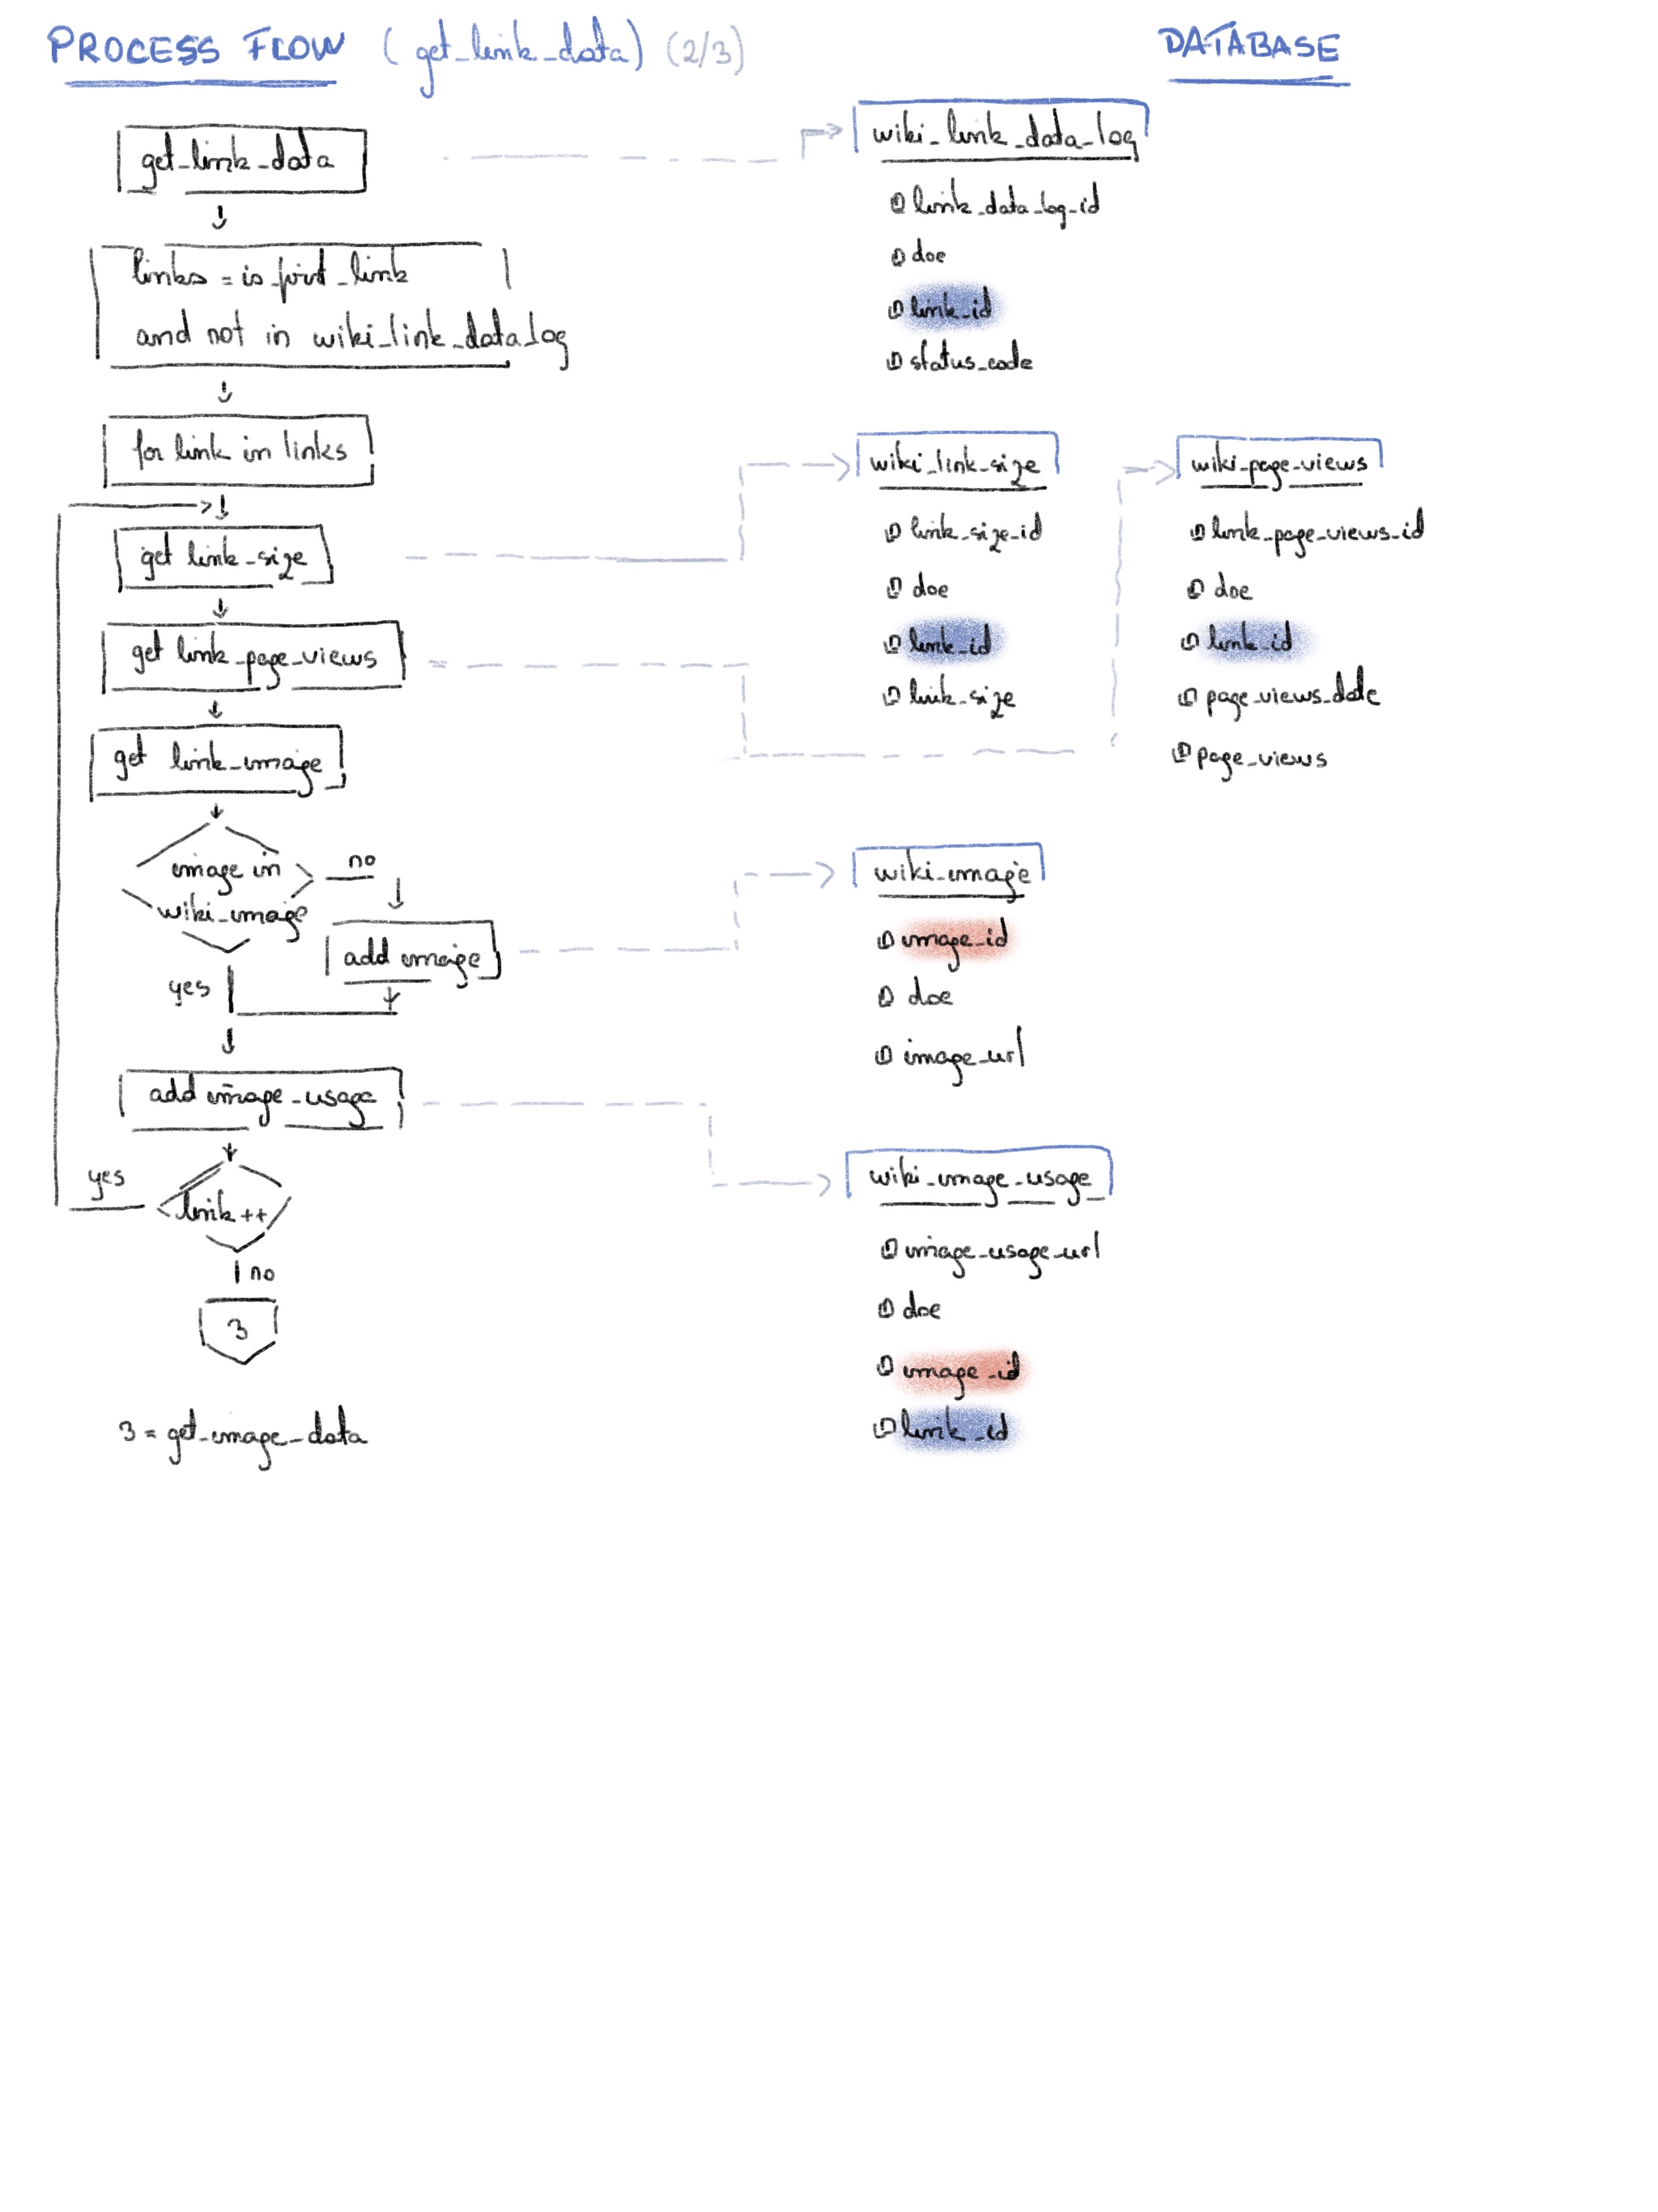 PROCESS FLOW (get_link_data) (2/3)
DATABASE
get_link_data
links = is_first_link
and not in wiki_link_data_log
for link in links
get link_size
get link_page_views
get link_image
image in
wiki_image
no
add image
yes
add image_usage
yes
link++
no
3
3 = get_image_data
wiki_link_data_log
link_data_log_id
doe
link_id
status_code
wiki_link_size
link_size_id
doe
link_id
link_size
wiki_page_views
link_page_views_id
doe
link_id
page_views_date
page_views
wiki_image
image_id
doe
image_url
wiki_image_usage
image_usage_url
doe
image_id
link_id